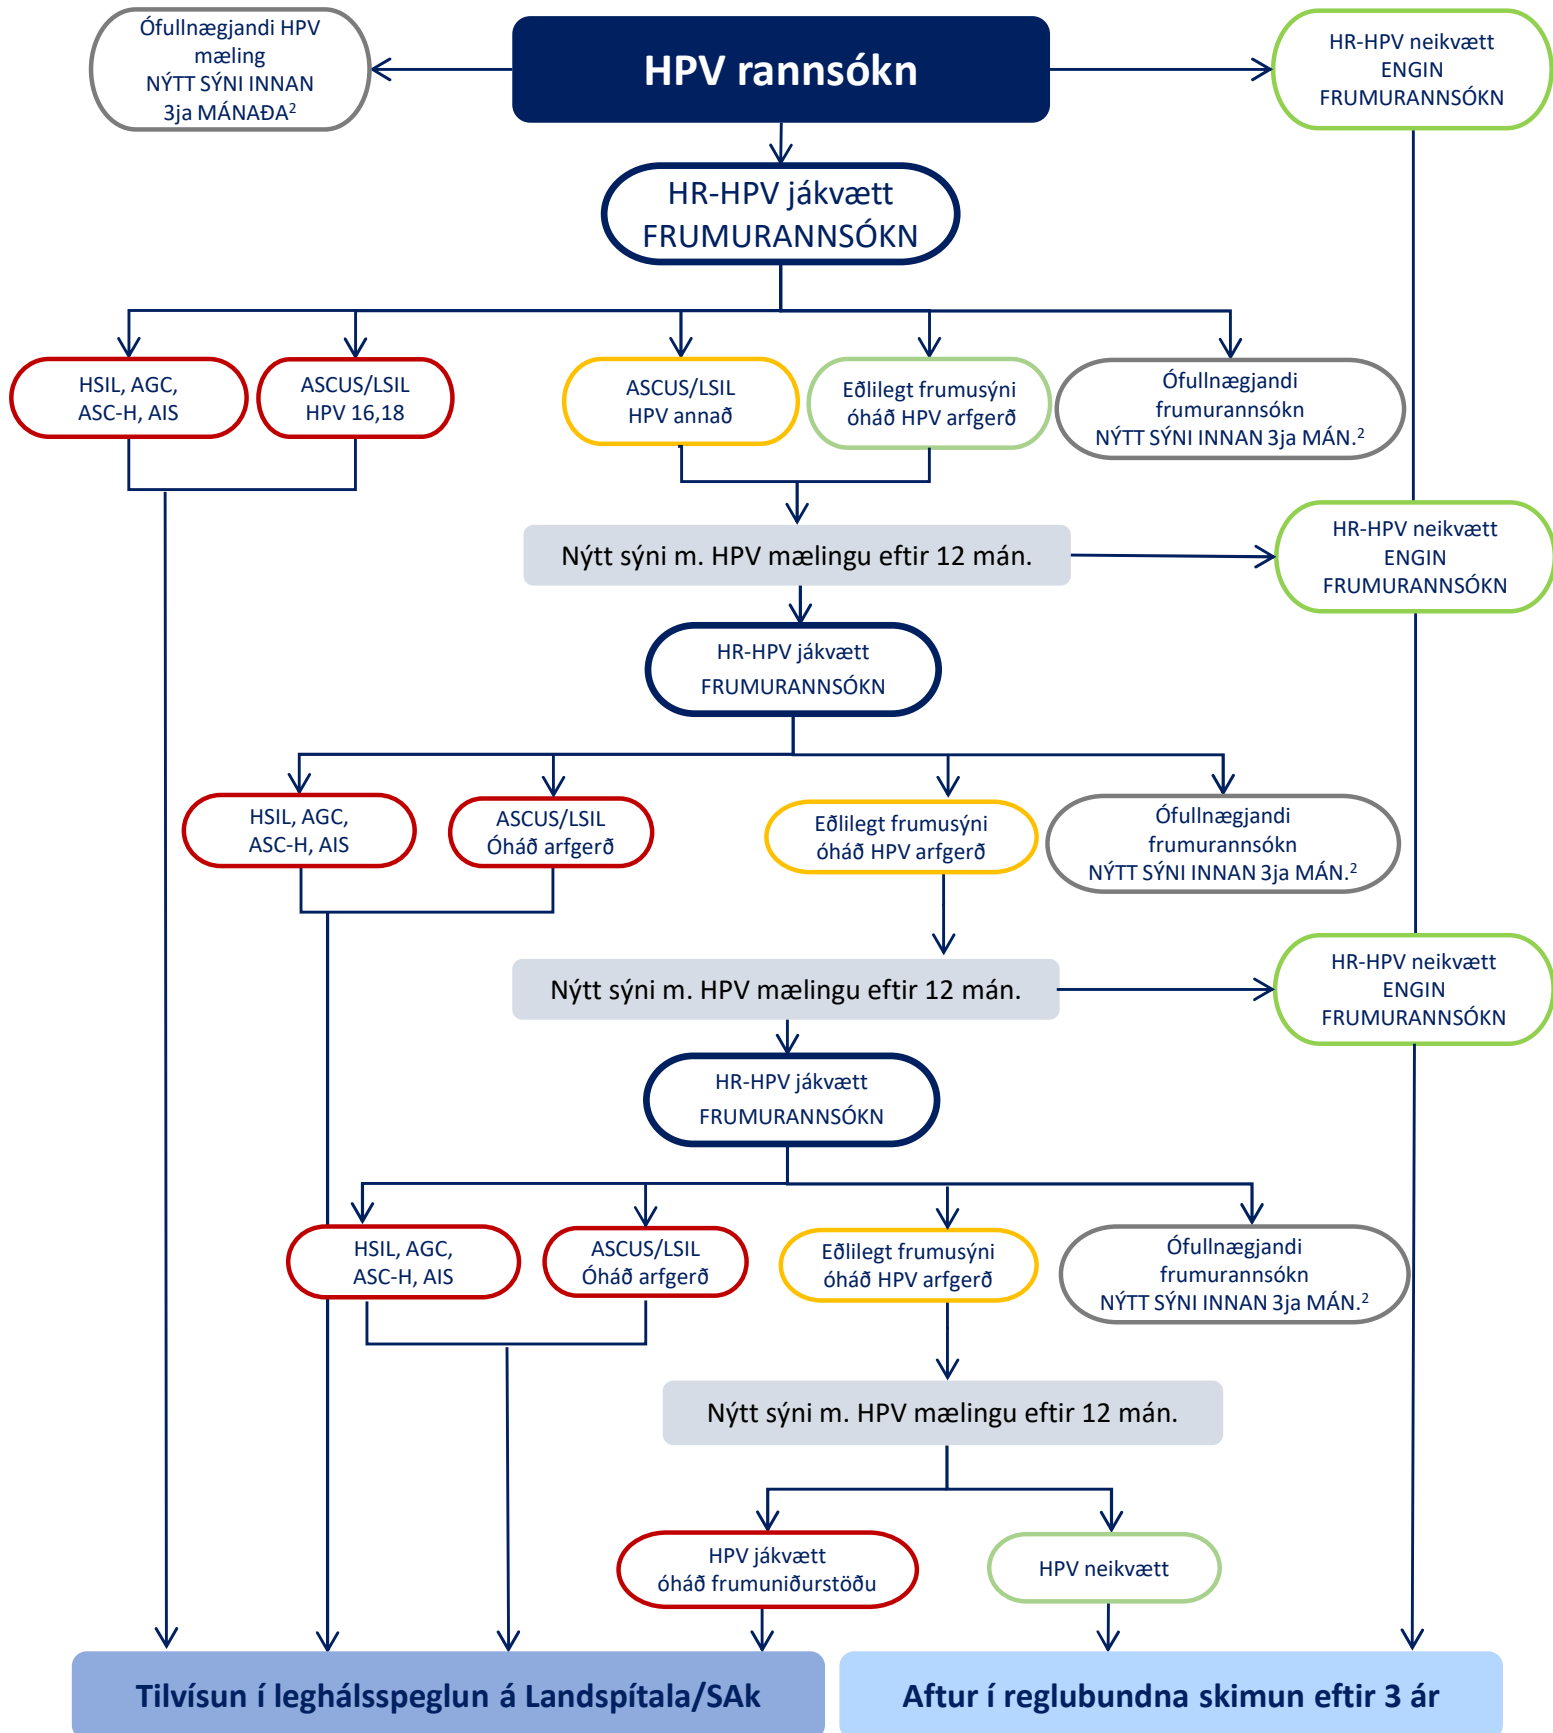 Ófullnægjandi HPV
mæling
NÝTT SÝNI INNAN
3ja MÁNAÐA²
HPV rannsókn
HR-HPV neikvætt
ENGIN
FRUMURANNSÓKN
HR-HPV jákvætt
FRUMURANNSÓKN
HSIL, AGC,
ASC-H, AIS
ASCUS/LSIL
HPV 16,18
ASCUS/LSIL
HPV annað
Eðlilegt frumusýni
óháð HPV arfgerð
Ófullnægjandi
frumurannsókn
NÝTT SÝNI INNAN 3ja MÁN.²
Nýtt sýni m. HPV mælingu eftir 12 mán.
HR-HPV neikvætt
ENGIN
FRUMURANNSÓKN
HR-HPV jákvætt
FRUMURANNSÓKN
HSIL, AGC,
ASC-H, AIS
ASCUS/LSIL
Óháð arfgerð
Eðlilegt frumusýni
óháð HPV arfgerð
Ófullnægjandi
frumurannsókn
NÝTT SÝNI INNAN 3ja MÁN.²
Nýtt sýni m. HPV mælingu eftir 12 mán.
HR-HPV neikvætt
ENGIN
FRUMURANNSÓKN
HR-HPV jákvætt
FRUMURANNSÓKN
HSIL, AGC,
ASC-H, AIS
ASCUS/LSIL
Óháð arfgerð
Eðlilegt frumusýni
óháð HPV arfgerð
Ófullnægjandi
frumurannsókn
NÝTT SÝNI INNAN 3ja MÁN.²
Nýtt sýni m. HPV mælingu eftir 12 mán.
HPV jákvætt
óháð frumuniðurstöðu
HPV neikvætt
Tilvísun í leghálsspeglun á Landspítala/SAk
Aftur í reglubundna skimun eftir 3 ár